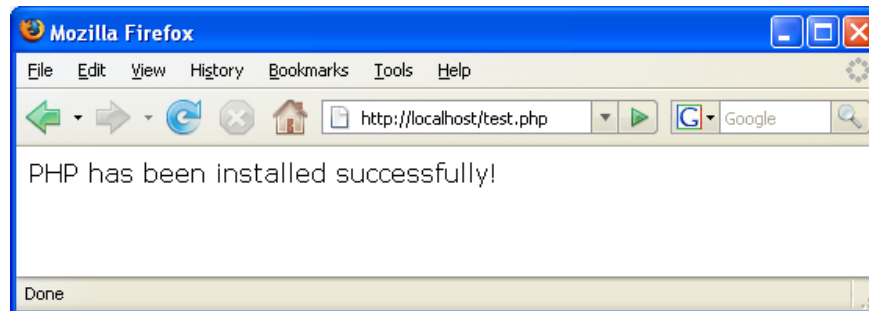 Mozilla Firefox
File Edit View History Bookmarks Tools Help
http://localhost/test.php G Google
PHP has been installed successfully!
Done